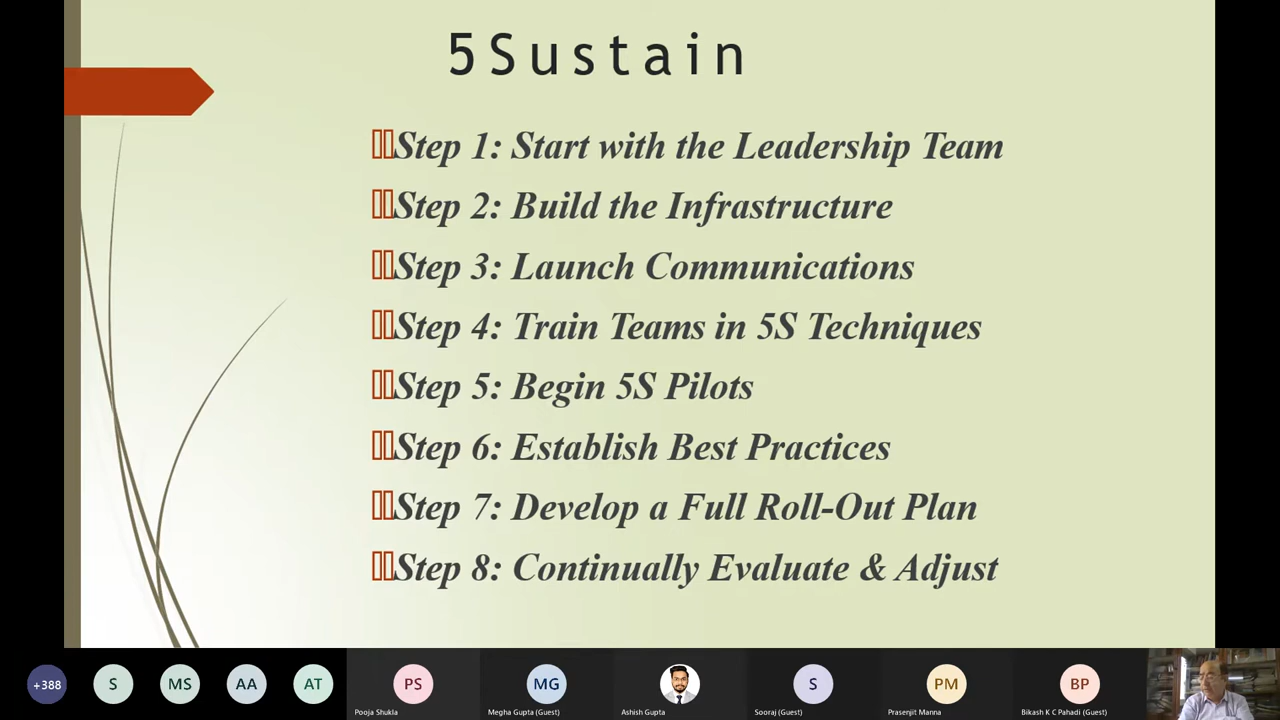 5Sustain
Step 1: Start with the Leadership Team
Step 2: Build the Infrastructure
Step 3: Launch Communications
Step 4: Train Teams in 5S Techniques
Step 5: Begin 5S Pilots
Step 6: Establish Best Practices
Step 7: Develop a Full Roll-Out Plan
Step 8: Continually Evaluate & Adjust
+388 S MS AA AT PS MG S PM BP
Pooja Shukla Megha Gupta (Guest) Ashish Gupta Sooraj (Guest) Prasenjit Manna Bikash K C Pahadi (Guest)